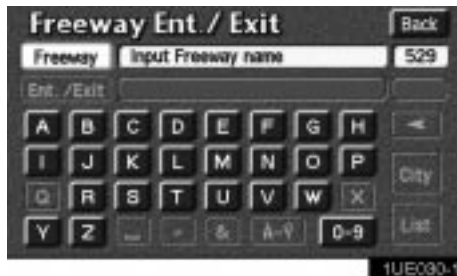 Freeway Ent. / Exit Back
Freeway Input Freeway name 529
Ent. /Exit
A B C D E F G H
I J K L M N O P City
Q R S T U V W X
Y Z - & 0-9 List
1UE030-1